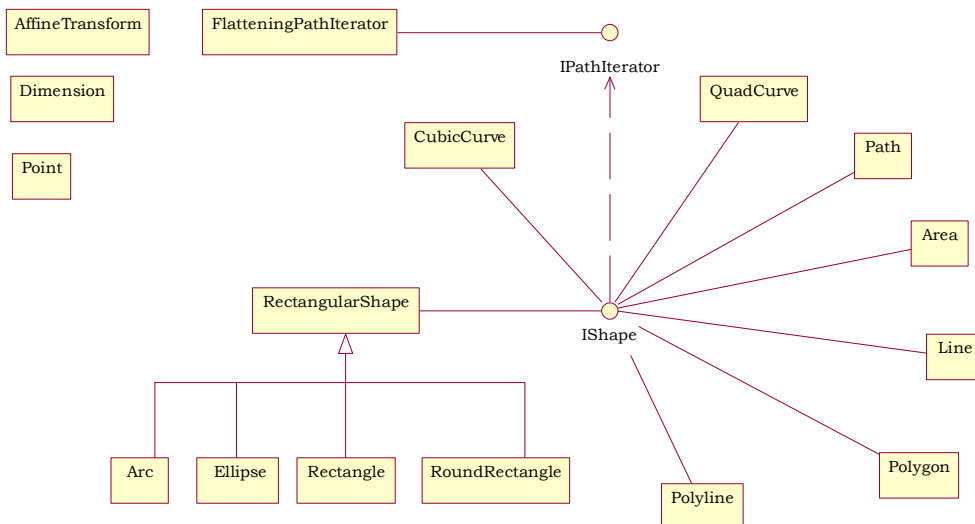 AffineTransform
FlatteningPathIterator
IPathIterator
Dimension
QuadCurve
CubicCurve
Path
Point
Area
RectangularShape
IShape
Line
Arc
Ellipse
Rectangle
RoundRectangle
Polygon
Polyline